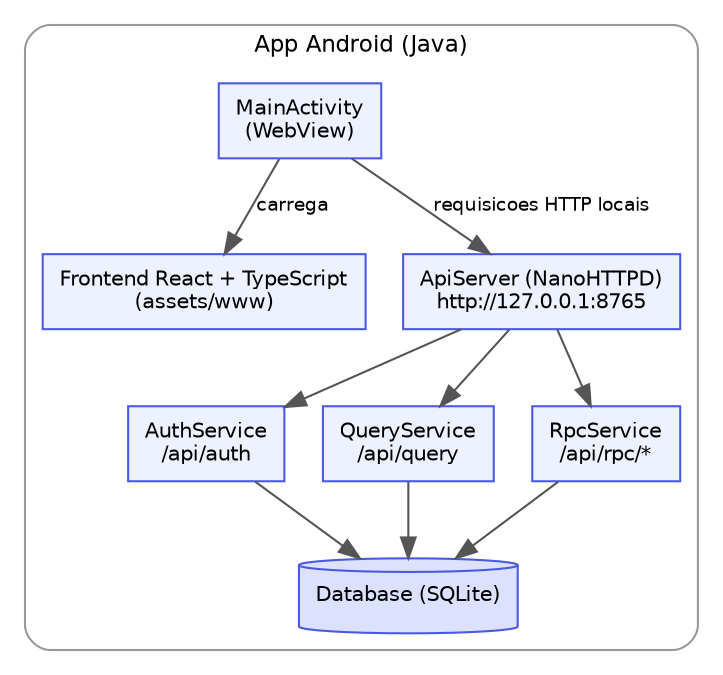 App Android (Java)
MainActivity
(WebView)
carrega
requisicoes HTTP locais
Frontend React + TypeScript
(assets/www)
ApiServer (NanoHTTPD)
http://127.0.0.1:8765
AuthService
/api/auth
QueryService
/api/query
RpcService
/api/rpc/*
Database (SQLite)